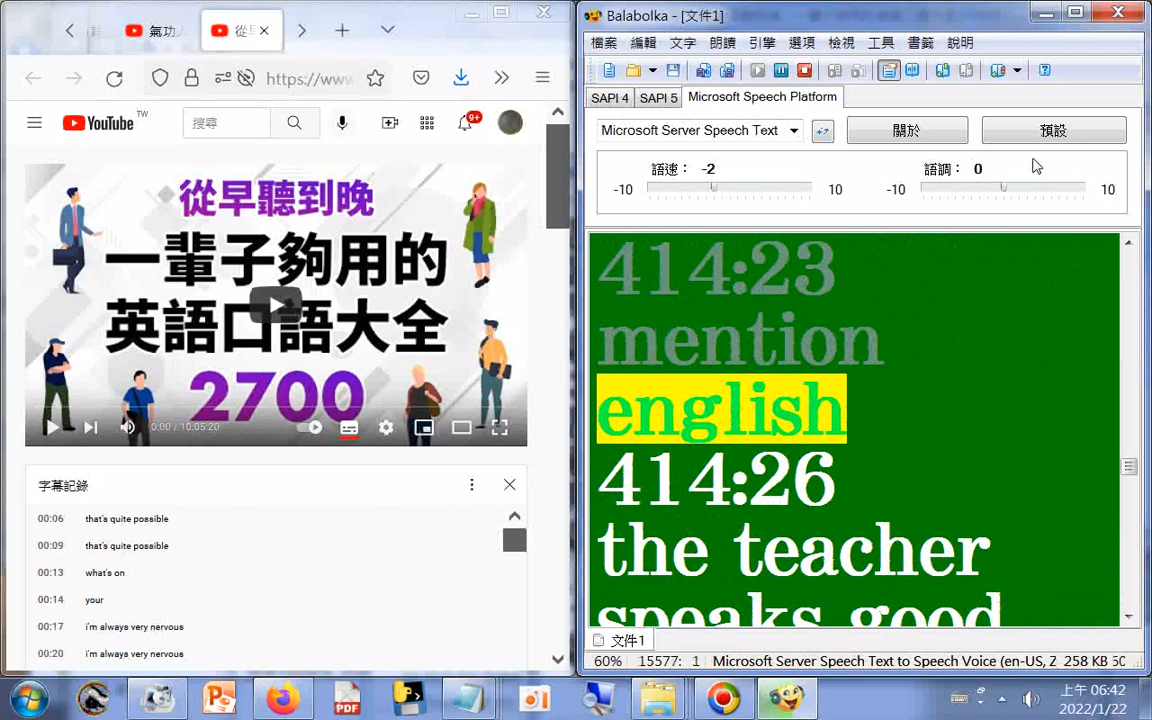 氣功
從
https://www
YouTube TW
搜尋
9+
從早聽到晚
一輩子夠用的
英語口語大全
2700
0:00 / 10:05:20
字幕記錄
00:06 that's quite possible
00:09 that's quite possible
00:13 what's on
00:14 your
00:17 i'm always very nervous
00:20 i'm always very nervous
Balabolka - [文件1]
檔案 編輯 文字 朗讀 引擎 選項 檢視 工具 書籤 說明
SAPI 4 SAPI 5 Microsoft Speech Platform
Microsoft Server Speech Text 關於 預設
語速： -2 語調： 0
-10 10 -10 10
414:23
mention
english
414:26
the teacher
speaks good
文件1
60% 15577: 1 Microsoft Server Speech Text to Speech Voice (en-US, Z 258 KB
上午 06:42
2022/1/22